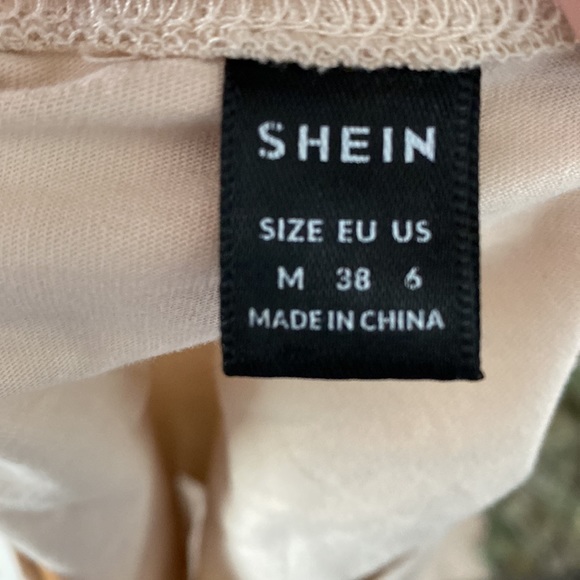 SHEIN
SIZE EU US
M 38 6
MADE IN CHINA